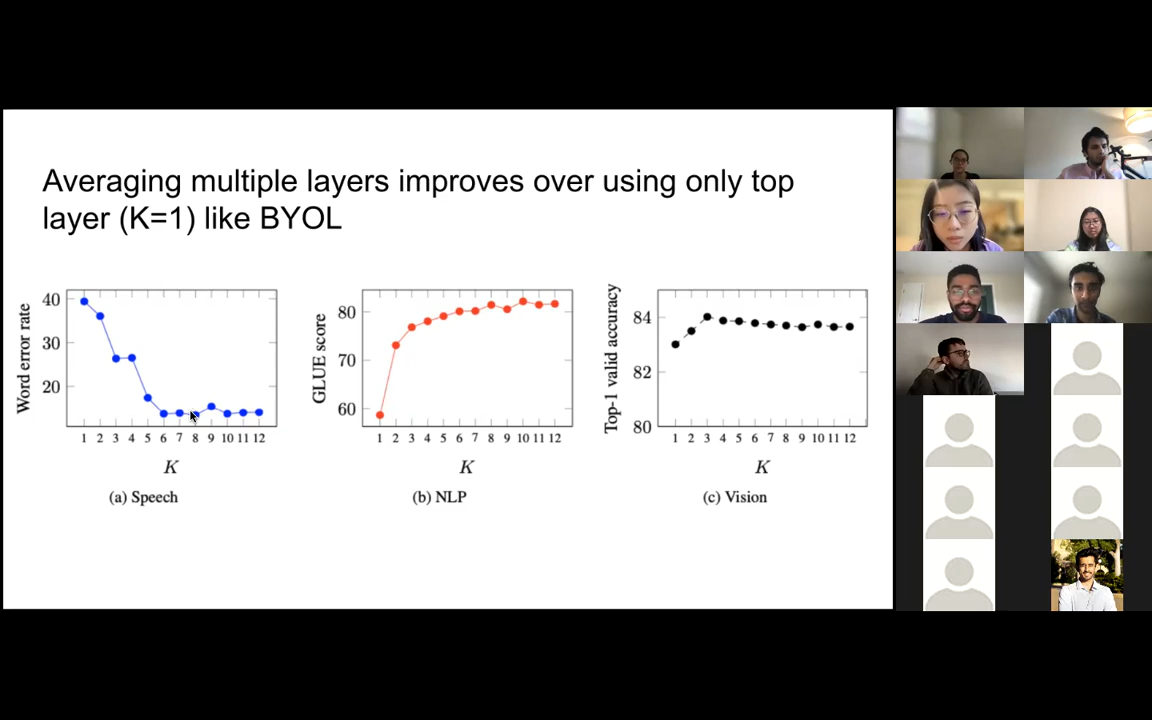 Averaging multiple layers improves over using only top
layer (K=1) like BYOL
Word error rate
40
30
20
1 2 3 4 5 6 7 8 9 10 11 12
K
(a) Speech
GLUE score
80
70
60
1 2 3 4 5 6 7 8 9 10 11 12
K
(b) NLP
Top-1 valid accuracy
84
82
80
1 2 3 4 5 6 7 8 9 10 11 12
K
(c) Vision